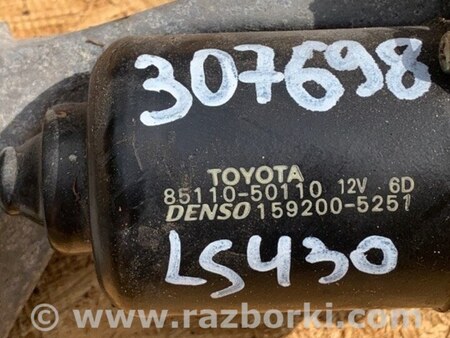 307698
TOYOTA
85110-50110 12V 6D
DENSO 159200-5251
LS430
www.razborki.com